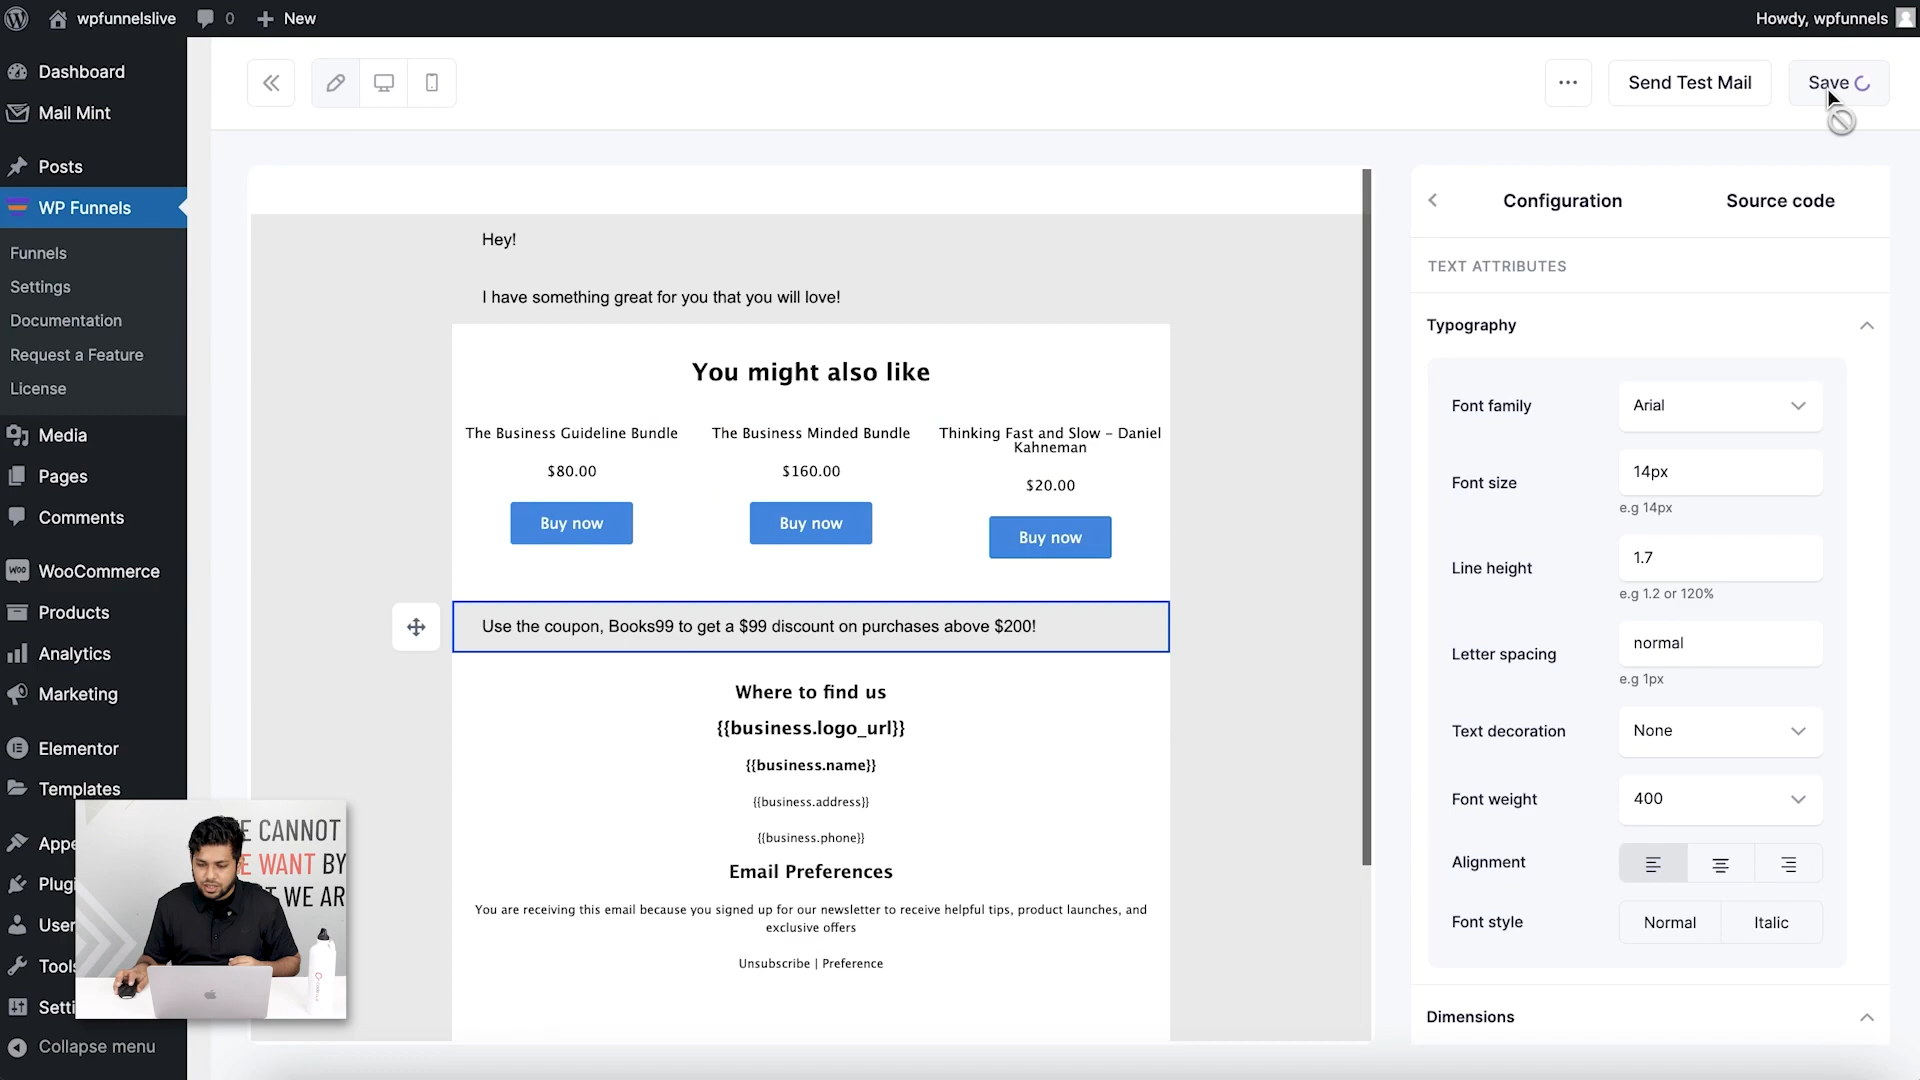 wpfunnelslive
0
New
Howdy, wpfunnels
Dashboard
Mail Mint
Posts
WP Funnels
Funnels
Settings
Documentation
Request a Feature
License
Media
Pages
Comments
WOO
WooCommerce
Products
Analytics
Marketing
Elementor
Templates
Appe
Plugi
User
Tools
Setti
Collapse menu
E CANNOT
E WANT BY
T WE AR
Send Test Mail
Save
Hey!
I have something great for you that you will love!
You might also like
The Business Guideline Bundle
$80.00
Buy now
The Business Minded Bundle
$160.00
Buy now
Thinking Fast and Slow – Daniel
Kahneman
$20.00
Buy now
Use the coupon, Books99 to get a $99 discount on purchases above $200!
Where to find us
{{business.logo_url}}
{{business.name}}
{{business.address}}
{{business.phone}}
Email Preferences
You are receiving this email because you signed up for our newsletter to receive helpful tips, product launches, and
exclusive offers
Unsubscribe | Preference
Configuration
Source code
TEXT ATTRIBUTES
Typography
Font family
Arial
Font size
14px
e.g 14px
Line height
1.7
e.g 1.2 or 120%
Letter spacing
normal
e.g 1px
Text decoration
None
Font weight
400
Alignment
Font style
Normal
Italic
Dimensions